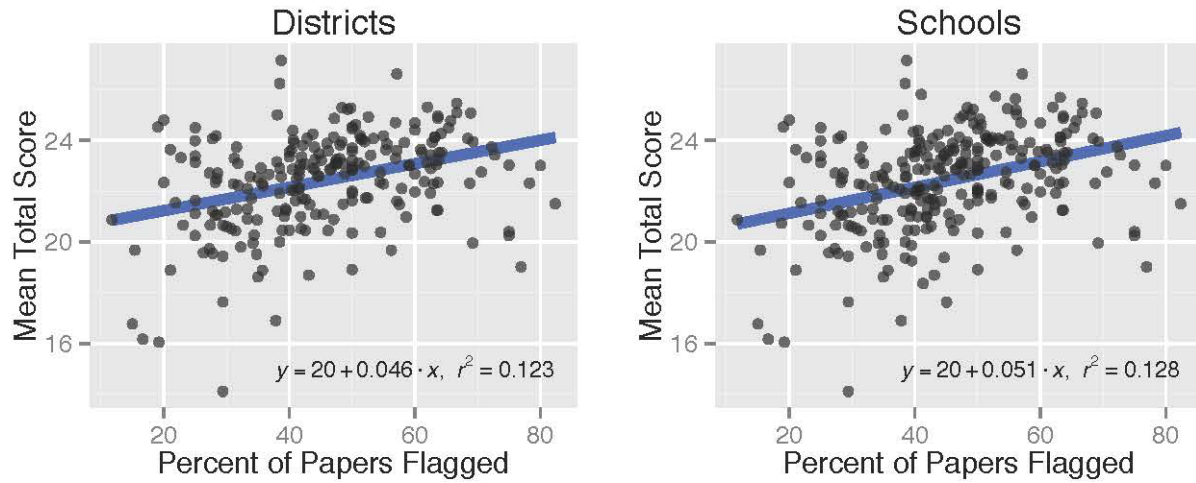 Districts
Mean Total Score
24
20
16
y = 20 + 0.046 · x, r² = 0.123
20 40 60 80
Percent of Papers Flagged
Schools
Mean Total Score
24
20
16
y = 20 + 0.051 · x, r² = 0.128
20 40 60 80
Percent of Papers Flagged